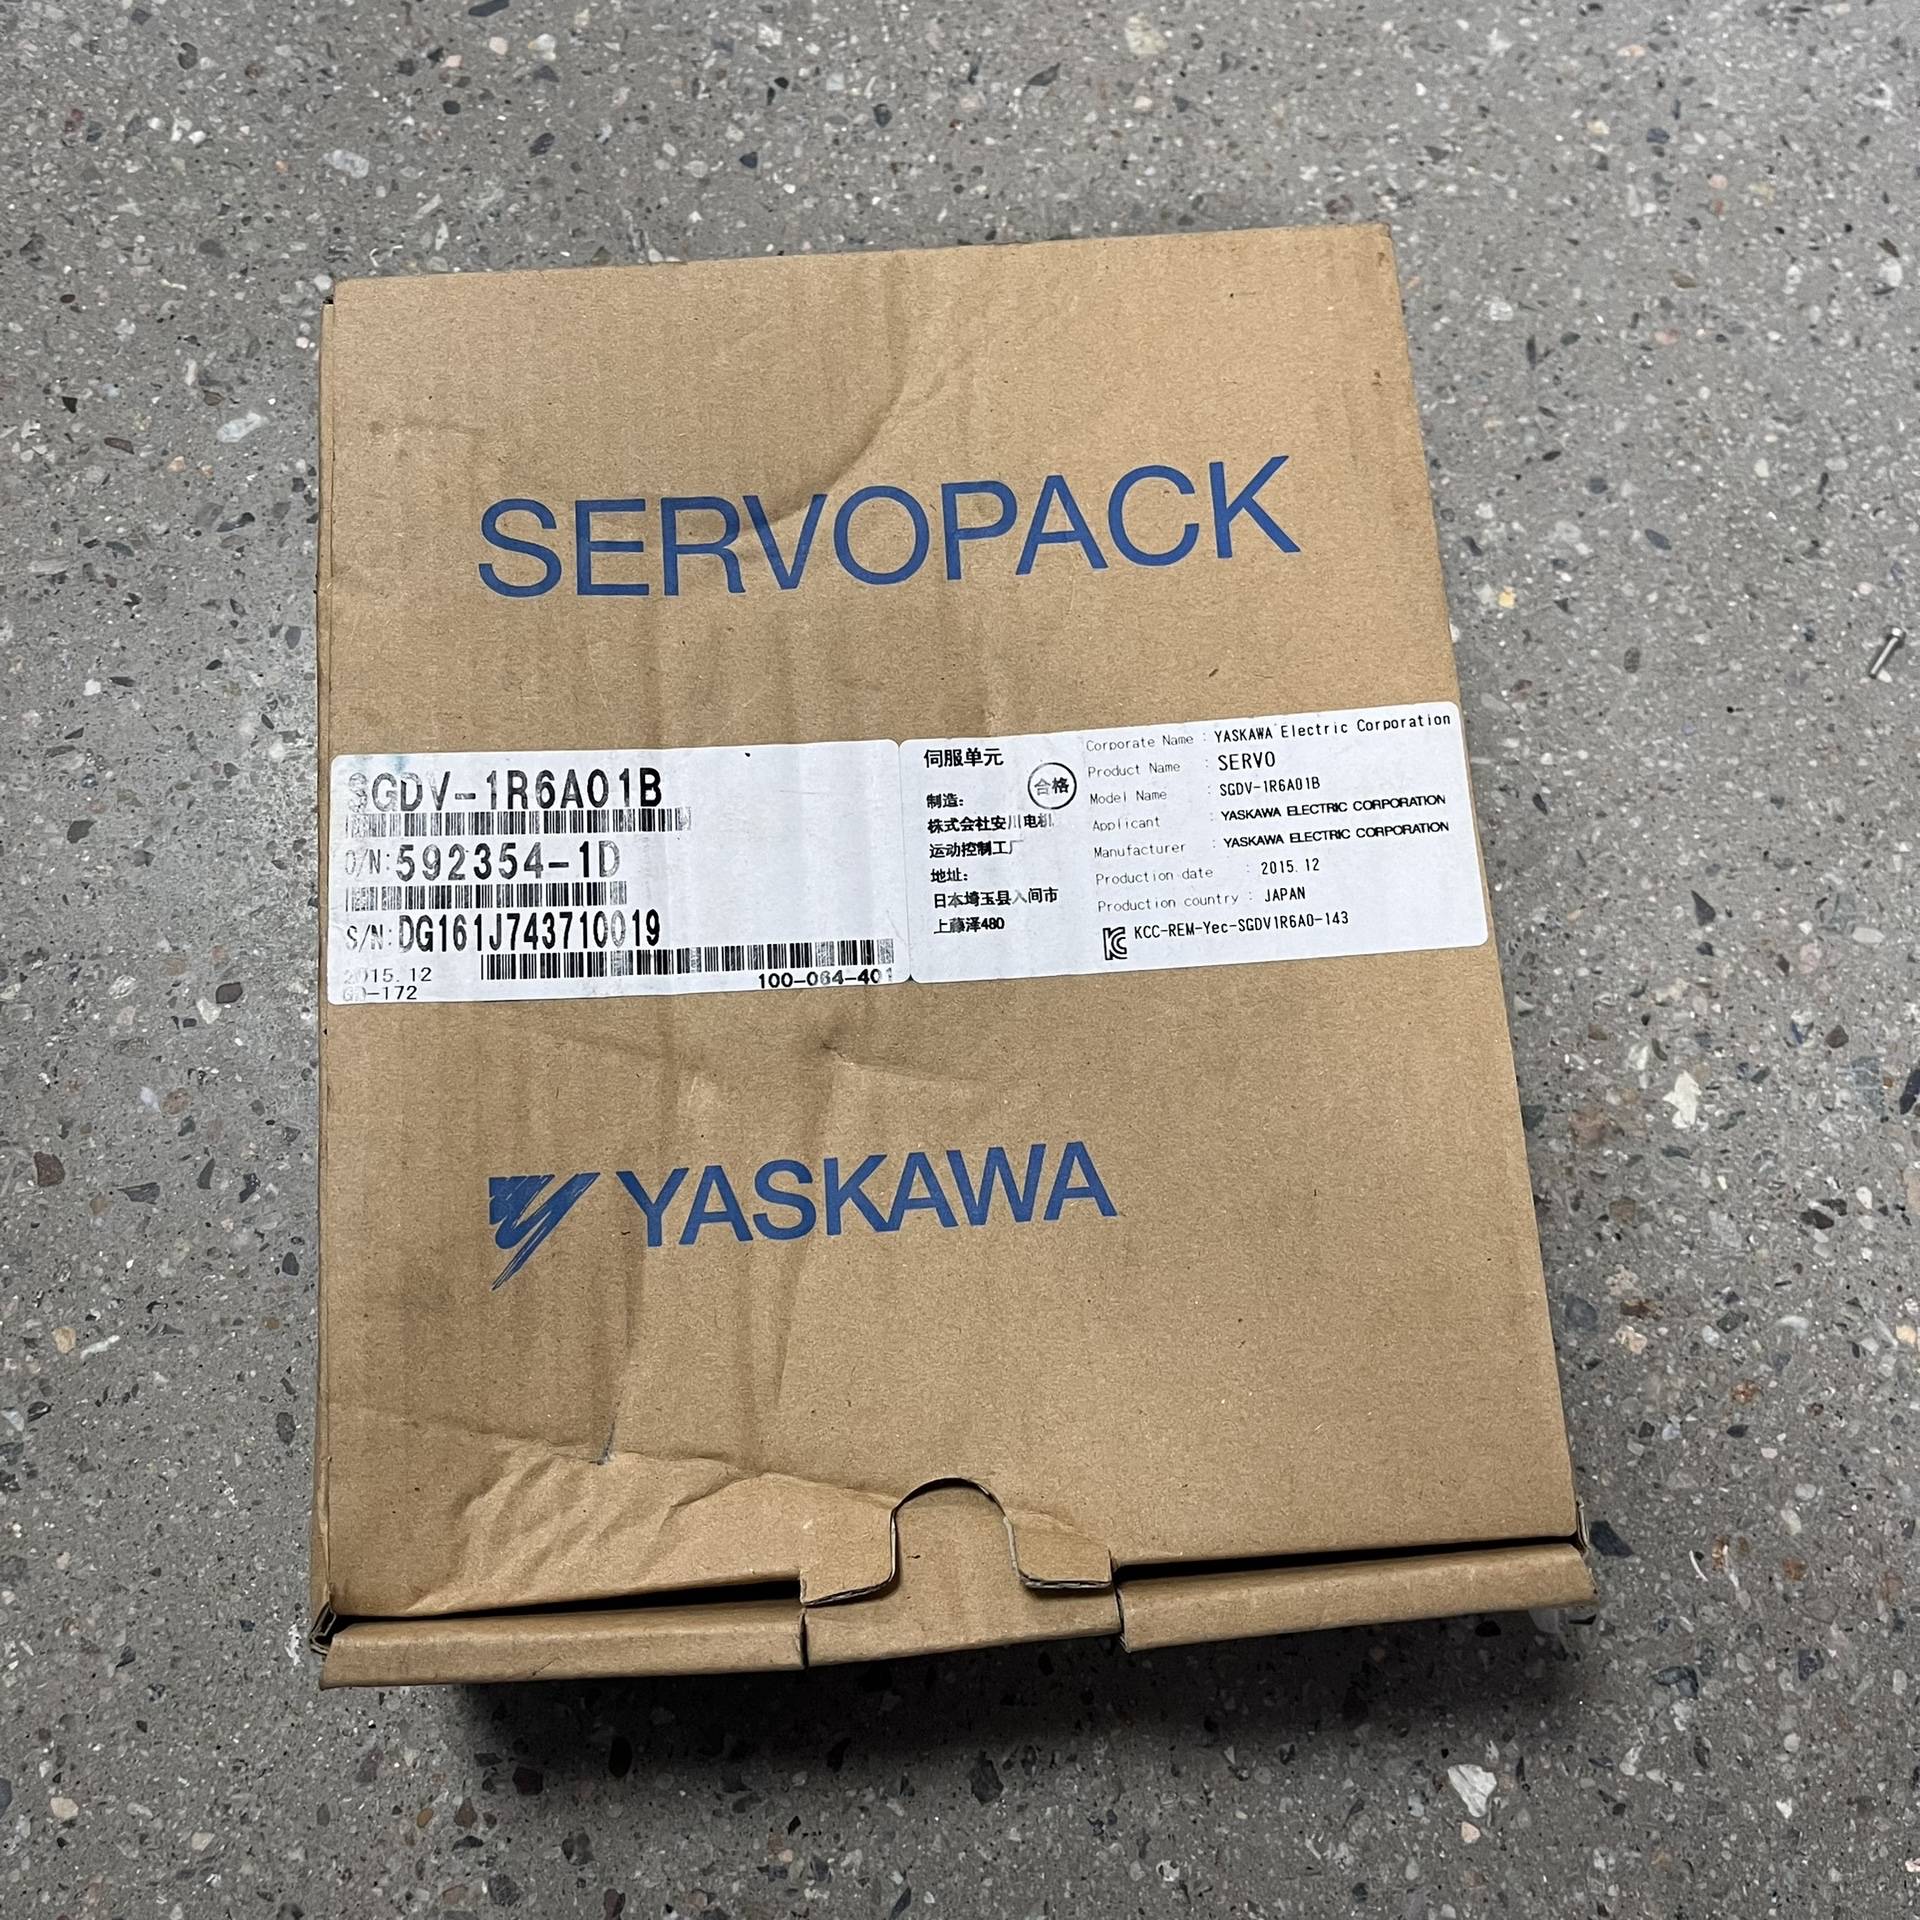 SERVOPACK
SGDV-1R6A01B
O/N:592354-1D
S/N:DG161J743710019
2015.12
100-064-401
GD-172
伺服单元
合格
制造:
株式会社安川电机
运动控制工厂
地址:
日本埼玉县入间市
上藤泽480
Corporate Name : YASKAWA Electric Corporation
Product Name : SERVO
Model Name : SGDV-1R6A01B
Applicant : YASKAWA ELECTRIC CORPORATION
Manufacturer : YASKAWA ELECTRIC CORPORATION
Production date : 2015.12
Production country : JAPAN
KCC-REM-Yec-SGDV1R6A0-143
YASKAWA